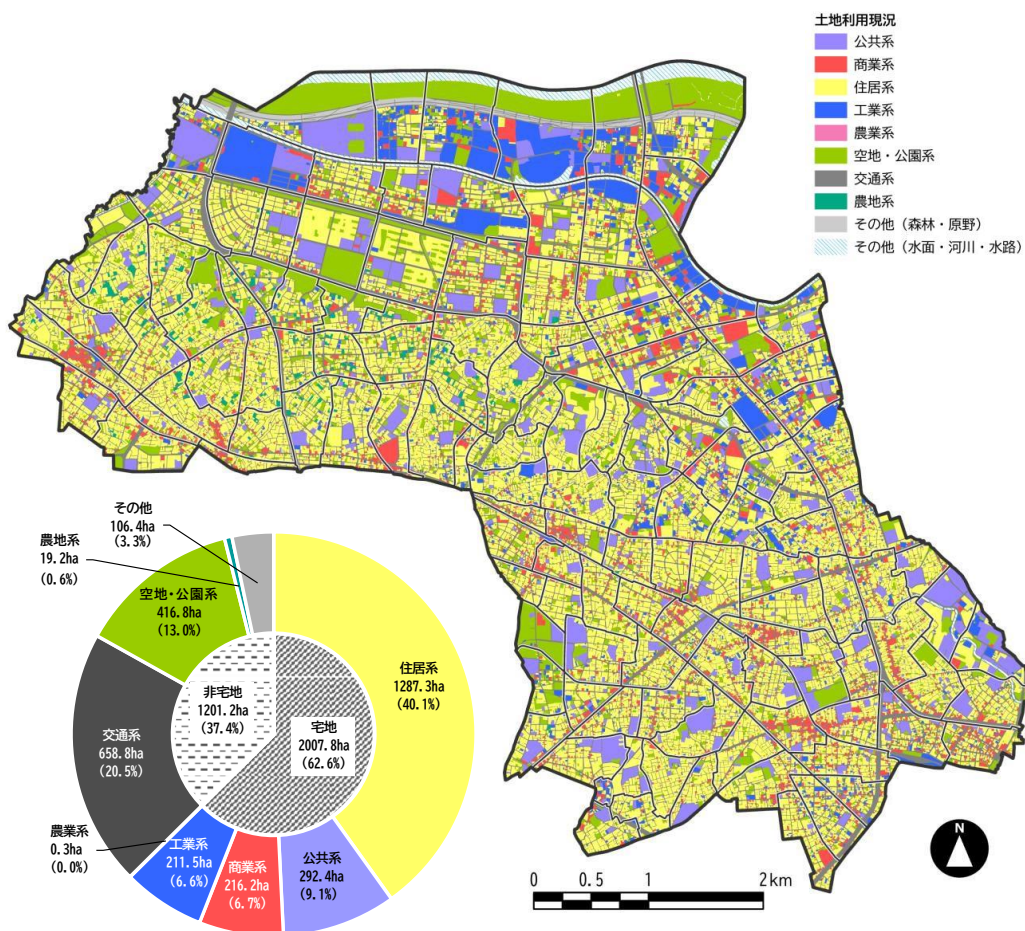 土地利用現況
公共系
商業系
住居系
工業系
農業系
空地・公園系
交通系
農地系
その他（森林・原野）
その他（水面・河川・水路）
その他
106.4ha
(3.3%)
農地系
19.2ha
(0.6%)
空地・公園系
416.8ha
(13.0%)
住居系
1287.3ha
(40.1%)
非宅地
1201.2ha
(37.4%)
宅地
2007.8ha
(62.6%)
交通系
658.8ha
(20.5%)
農業系
0.3ha
(0.0%)
工業系
211.5ha
(6.6%)
商業系
216.2ha
(6.7%)
公共系
292.4ha
(9.1%)
N
0 0.5 1 2km